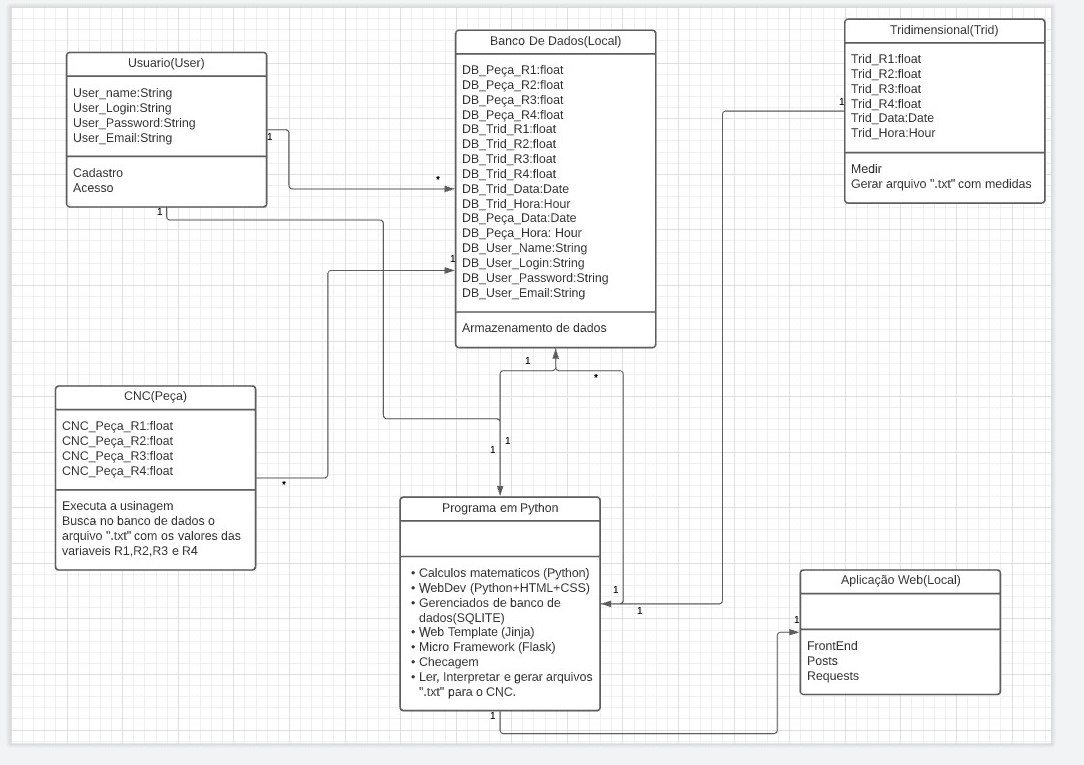 Usuario(User)
User_name:String
User_Login:String
User_Password:String
User_Email:String
Cadastro
Acesso
1
1
Banco De Dados(Local)
DB_Peça_R1:float
DB_Peça_R2:float
DB_Peça_R3:float
DB_Peça_R4:float
DB_Trid_R1:float
DB_Trid_R2:float
DB_Trid_R3:float
DB_Trid_R4:float
DB_Trid_Data:Date
DB_Trid_Hora:Hour
DB_Peça_Data:Date
DB_Peça_Hora: Hour
DB_User_Name:String
DB_User_Login:String
DB_User_Password:String
DB_User_Email:String
Armazenamento de dados
*
1
1
*
Tridimensional(Trid)
Trid_R1:float
Trid_R2:float
Trid_R3:float
Trid_R4:float
Trid_Data:Date
Trid_Hora:Hour
Medir
Gerar arquivo ".txt" com medidas
1
CNC(Peça)
CNC_Peça_R1:float
CNC_Peça_R2:float
CNC_Peça_R3:float
CNC_Peça_R4:float
Executa a usinagem
Busca no banco de dados o
arquivo ".txt" com os valores das
variaveis R1,R2,R3 e R4
*
1
1
Programa em Python
• Calculos matematicos (Python)
• WebDev (Python+HTML+CSS)
• Gerenciados de banco de
dados(SQLITE)
• Web Template (Jinja)
• Micro Framework (Flask)
• Checagem
• Ler, Interpretar e gerar arquivos
".txt" para o CNC.
1
1
1
Aplicação Web(Local)
FrontEnd
Posts
Requests
1